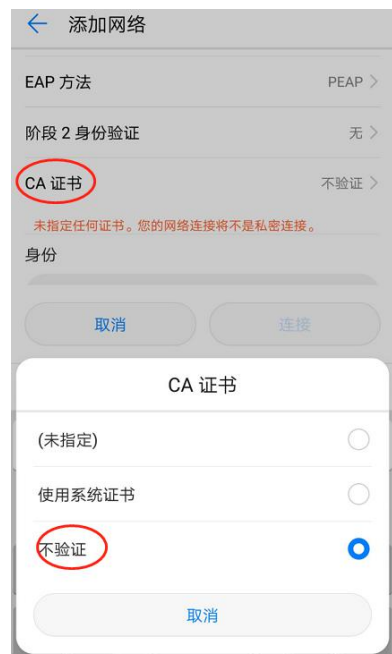 添加网络
EAP 方法 PEAP
阶段 2 身份验证 无
CA 证书 不验证
未指定任何证书。您的网络连接将不是私密连接。
身份
取消 连接
CA 证书
(未指定)
使用系统证书
不验证
取消